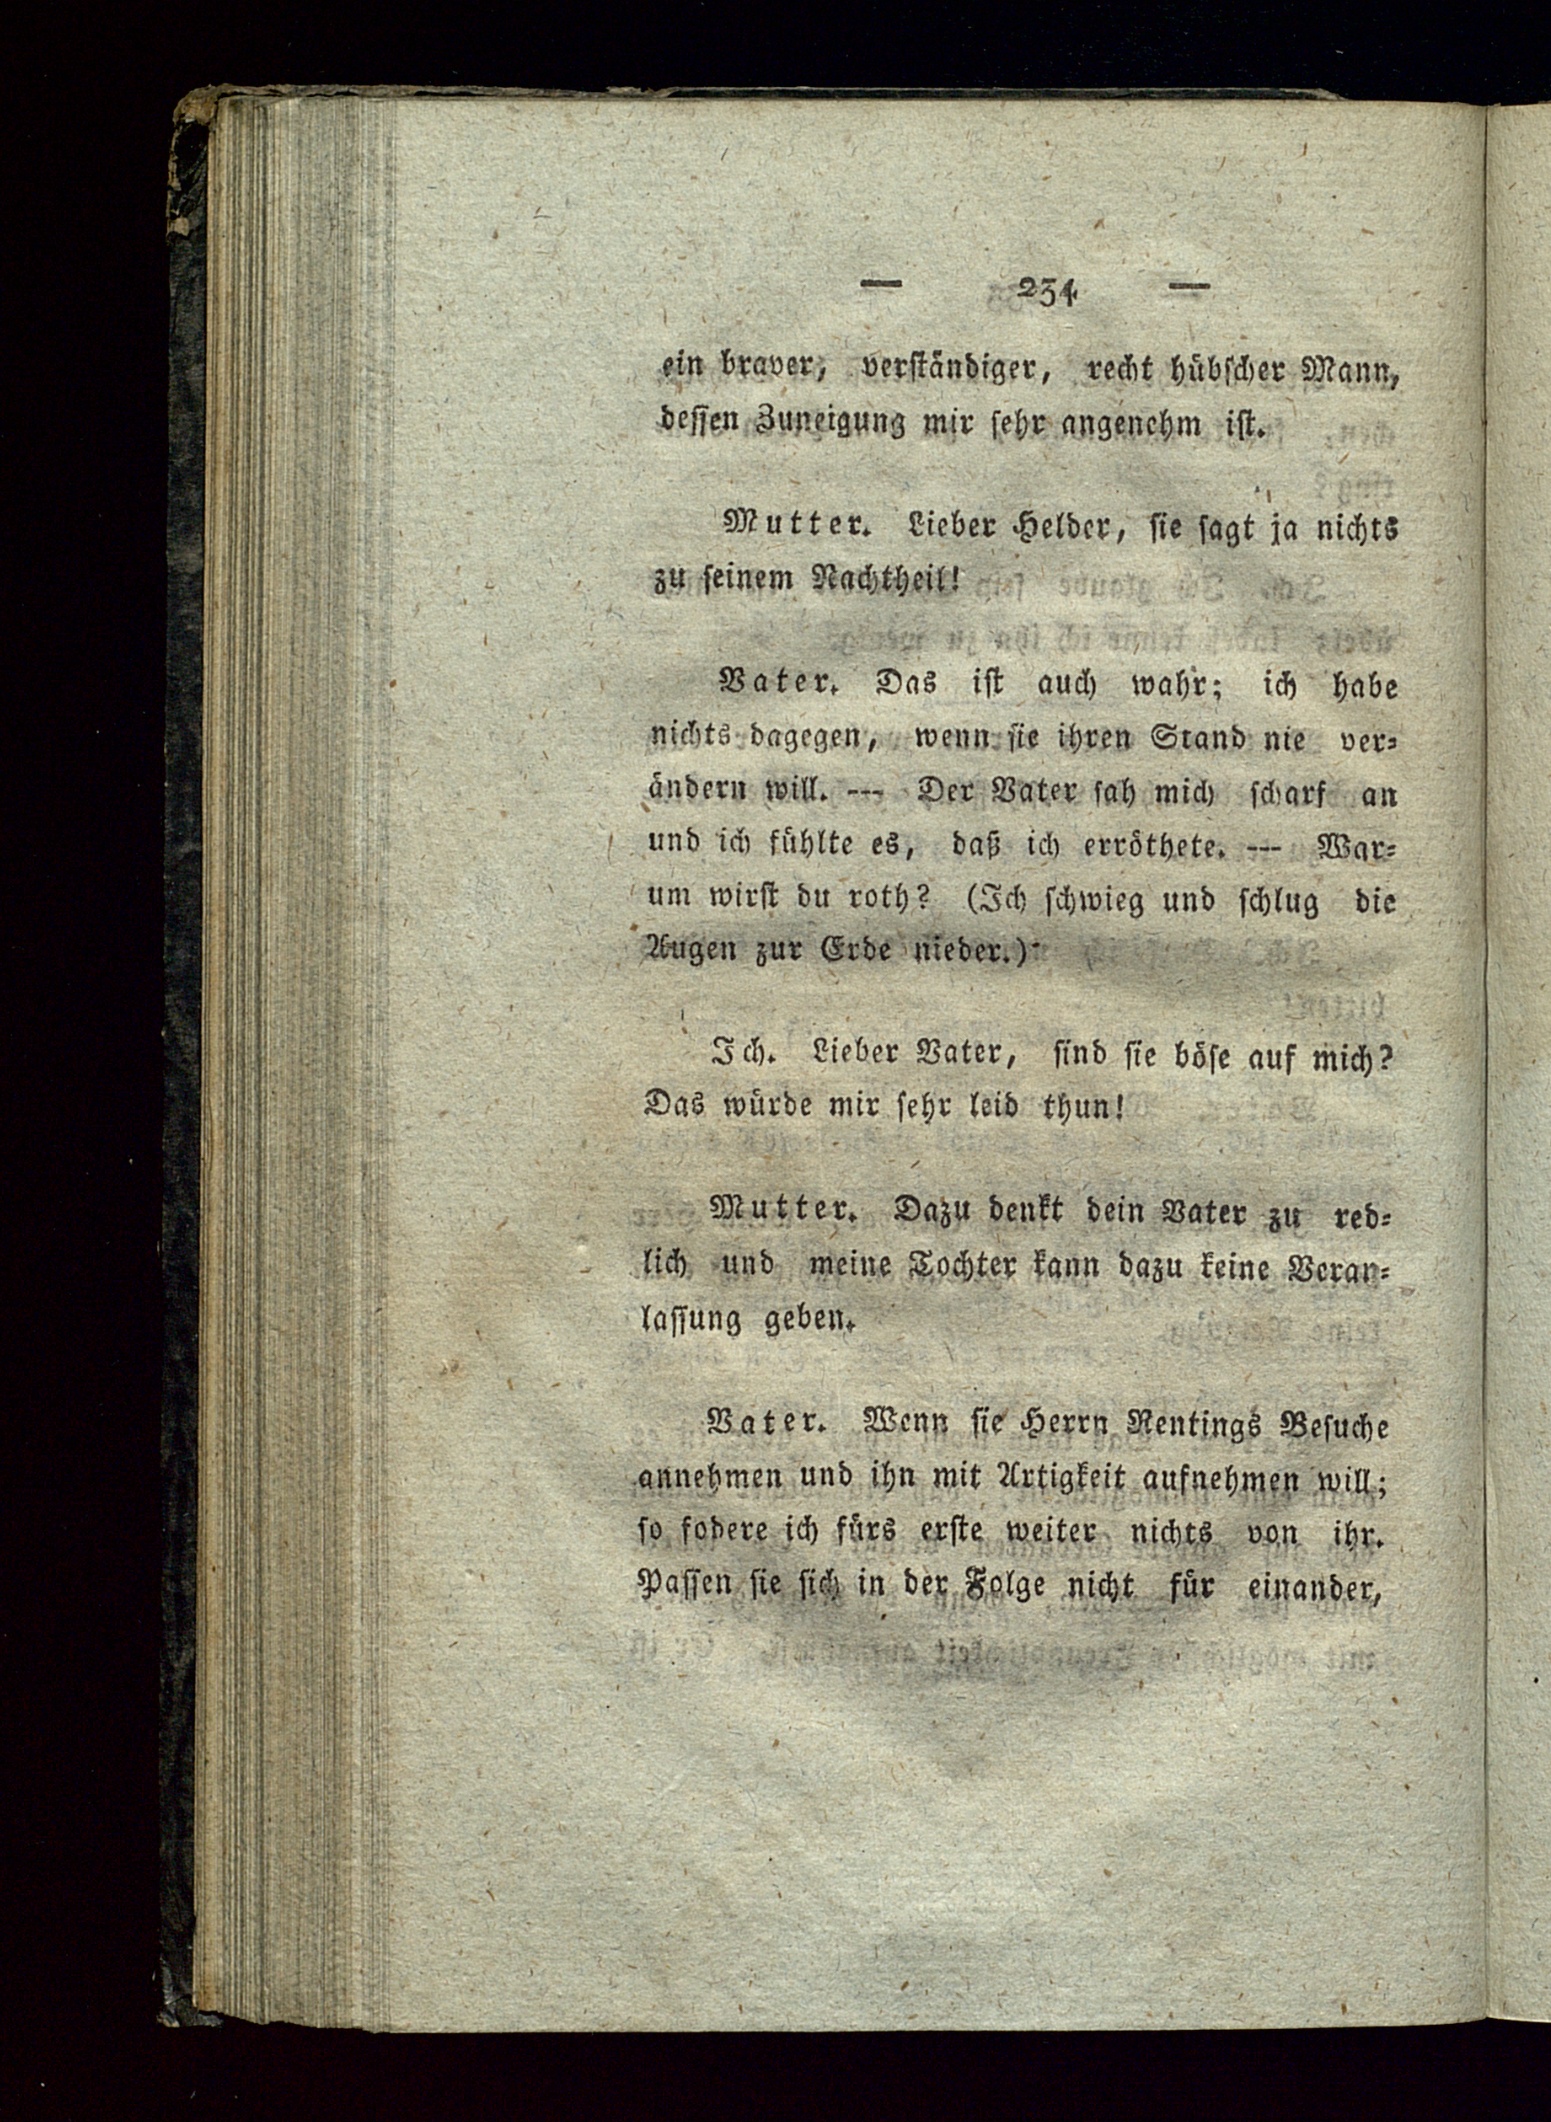 — 234 —
ein braver, verständiger, recht hübscher Mann,
dessen Zuneigung mir sehr angenehm ist.
Mutter. Lieber Helder, sie sagt ja nichts
zu seinem Nachtheil!
Vater. Das ist auch wahr; ich habe
nichts dagegen, wenn sie ihren Stand nie ver=
ändern will. --- Der Vater sah mich scharf an
und ich fühlte es, daß ich erröthete. --- War=
um wirst du roth? (Ich schwieg und schlug die
Augen zur Erde nieder.)
Ich. Lieber Vater, sind sie böse auf mich?
Das würde mir sehr leid thun!
Mutter. Dazu denkt dein Vater zu red=
lich und meine Tochter kann dazu keine Veran=
lassung geben.
Vater. Wenn sie Herrn Rentings Besuche
annehmen und ihn mit Artigkeit aufnehmen will;
so fodere ich fürs erste weiter nichts von ihr.
Passen sie sich in der Folge nicht für einander,